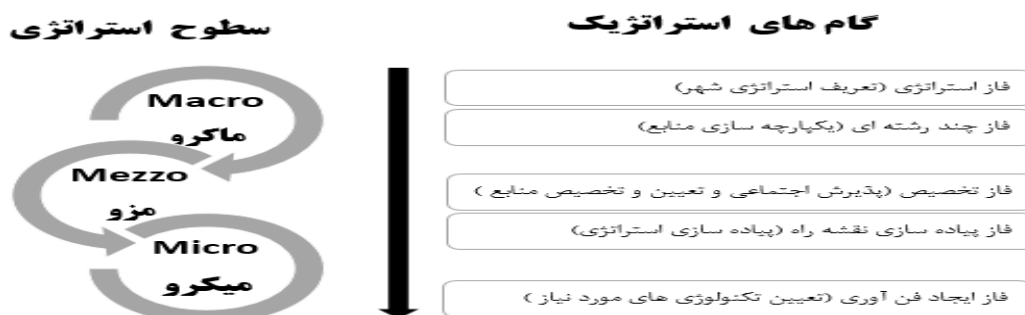 گام های استراتژیک
سطوح استراتژی
فاز استراتژی (تعریف استراتژی شهر)
فاز چند رشته ای (یکپارچه سازی منابع)
فاز تخصیص (پذیرش اجتماعی و تعیین و تخصیص منابع )
فاز پیاده سازی نقشه راه (پیاده سازی استراتژی)
فاز ایجاد فن آوری (تعیین تکنولوژی های مورد نیاز )
Macro
ماکرو
Mezzo
مزو
Micro
میکرو